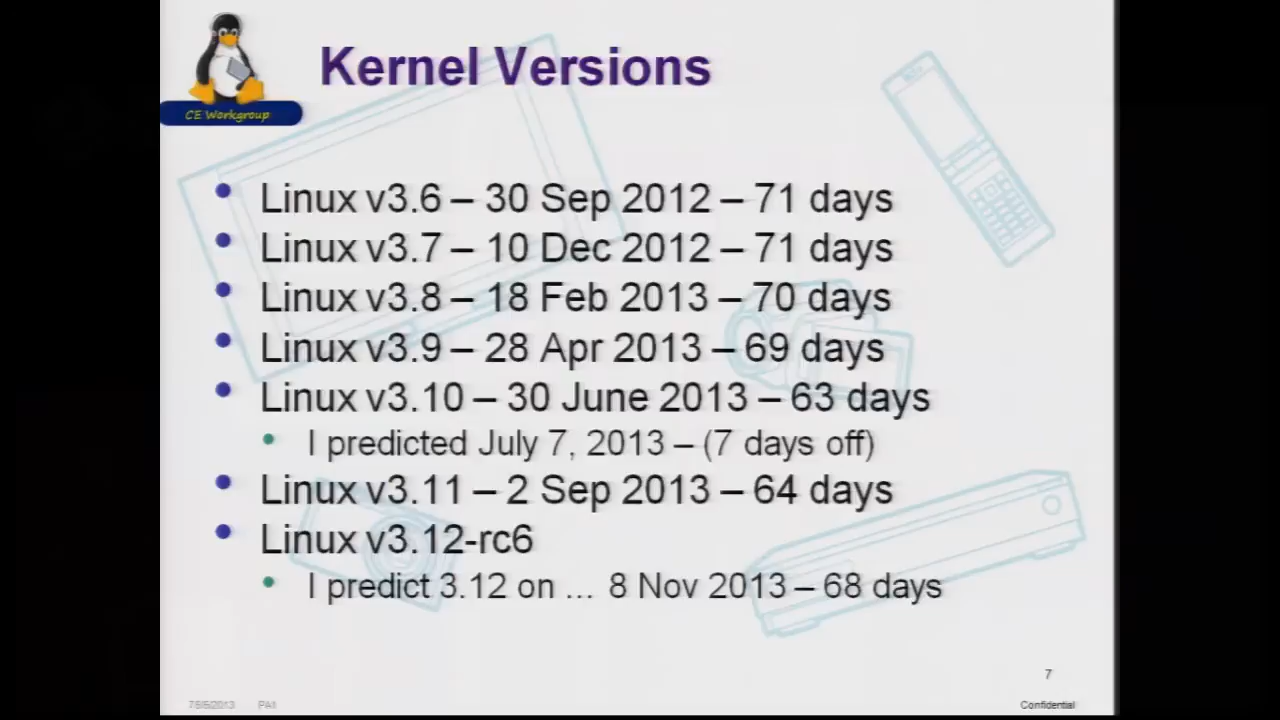 Kernel Versions
CE Workgroup
Linux v3.6 – 30 Sep 2012 – 71 days
Linux v3.7 – 10 Dec 2012 – 71 days
Linux v3.8 – 18 Feb 2013 – 70 days
Linux v3.9 – 28 Apr 2013 – 69 days
Linux v3.10 – 30 June 2013 – 63 days
I predicted July 7, 2013 – (7 days off)
Linux v3.11 – 2 Sep 2013 – 64 days
Linux v3.12-rc6
I predict 3.12 on ... 8 Nov 2013 – 68 days
7
PA1
Confidential